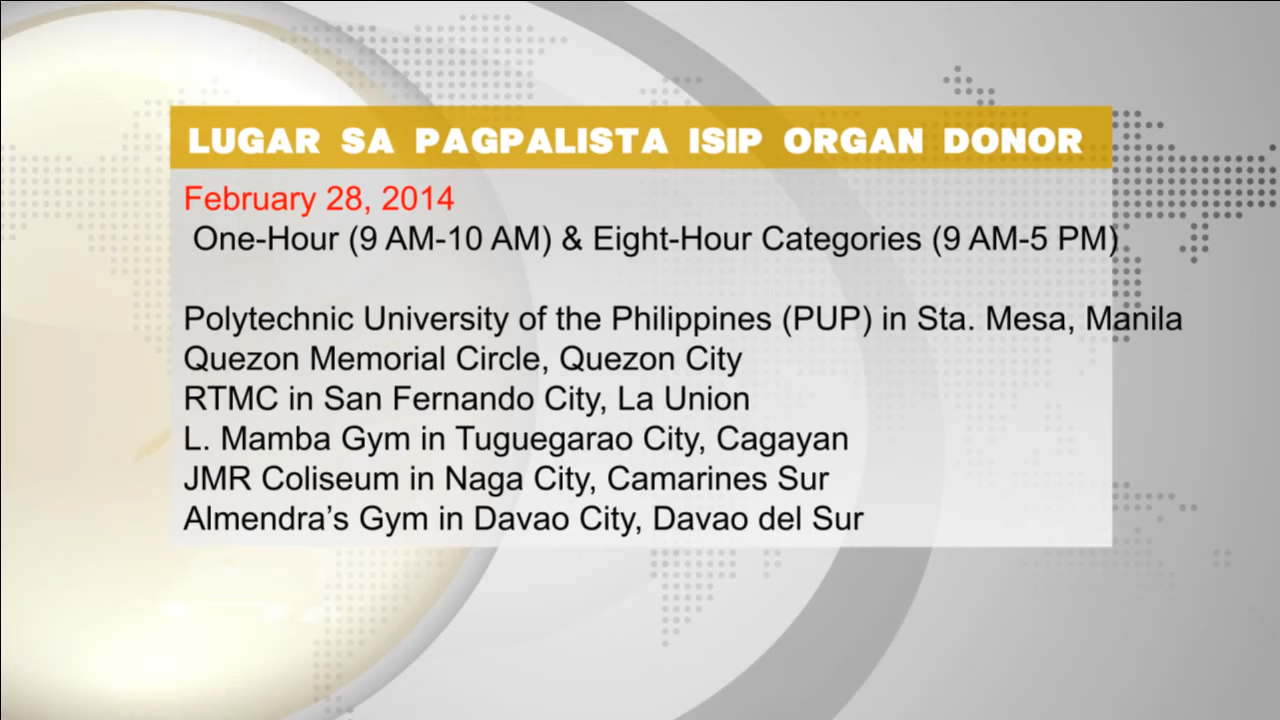 LUGAR SA PAGPALISTA ISIP ORGAN DONOR
February 28, 2014
One-Hour (9 AM-10 AM) & Eight-Hour Categories (9 AM-5 PM)
Polytechnic University of the Philippines (PUP) in Sta. Mesa, Manila
Quezon Memorial Circle, Quezon City
RTMC in San Fernando City, La Union
L. Mamba Gym in Tuguegarao City, Cagayan
JMR Coliseum in Naga City, Camarines Sur
Almendra’s Gym in Davao City, Davao del Sur